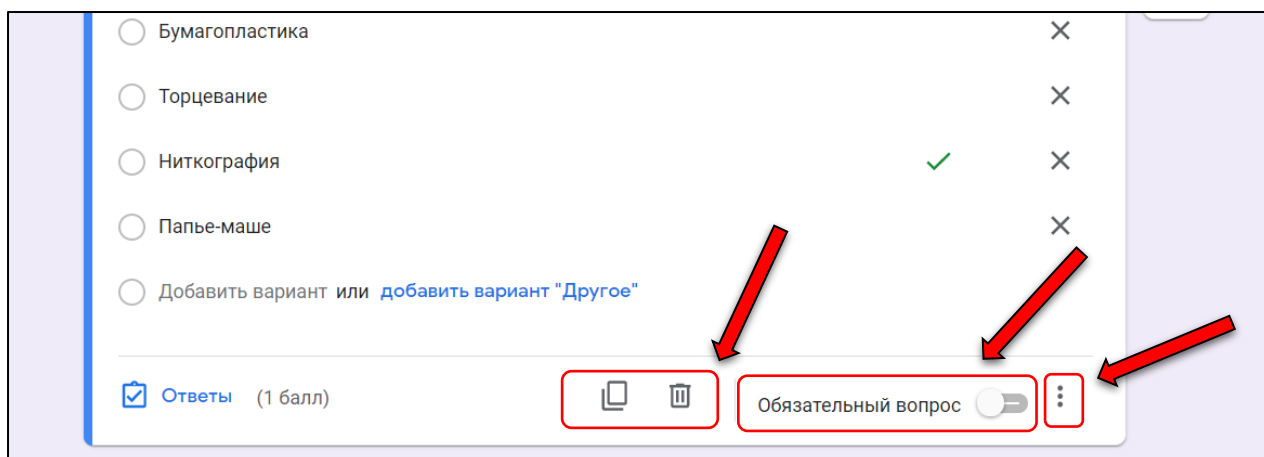 Бумагопластика
Торцевание
Ниткография
Папье-маше
Добавить вариант или добавить вариант "Другое"
Ответы (1 балл) Обязательный вопрос